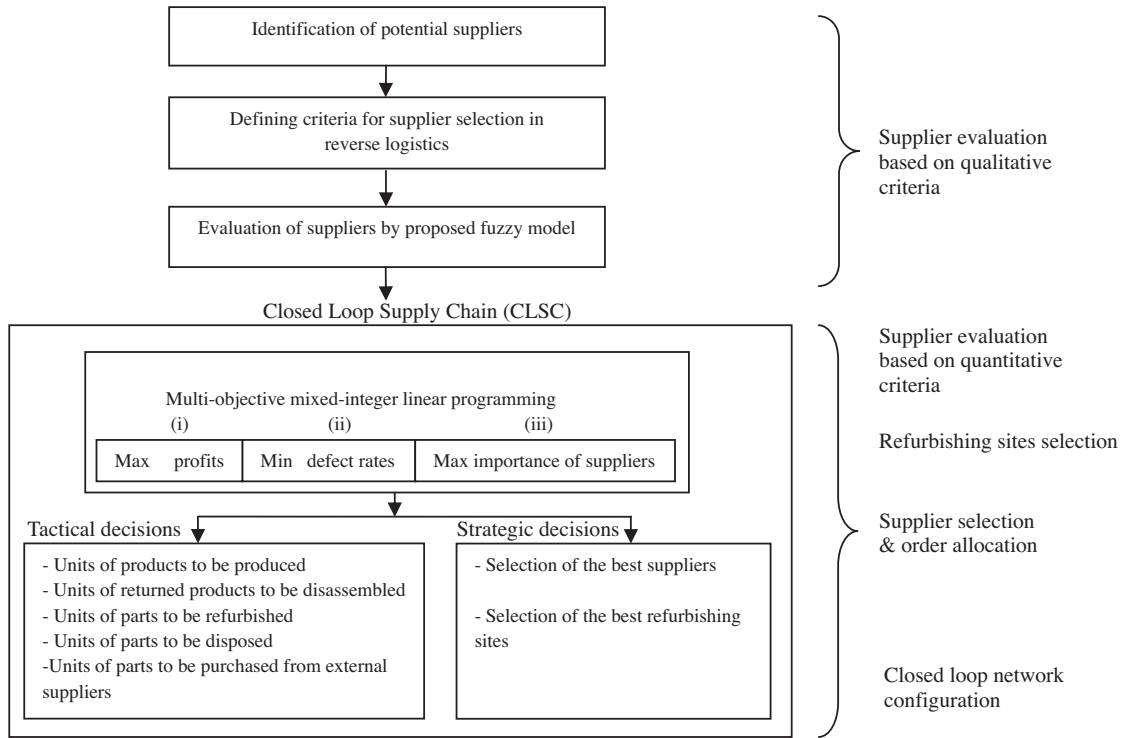 Identification of potential suppliers
Defining criteria for supplier selection in
reverse logistics
Evaluation of suppliers by proposed fuzzy model
Supplier evaluation
based on qualitative
criteria
Closed Loop Supply Chain (CLSC)
Multi-objective mixed-integer linear programming
(i) (ii) (iii)
Max profits Min defect rates Max importance of suppliers
Tactical decisions
- Units of products to be produced
- Units of returned products to be disassembled
- Units of parts to be refurbished
- Units of parts to be disposed
-Units of parts to be purchased from external
suppliers
Strategic decisions
- Selection of the best suppliers
- Selection of the best refurbishing
sites
Supplier evaluation
based on quantitative
criteria
Refurbishing sites selection
Supplier selection
& order allocation
Closed loop network
configuration